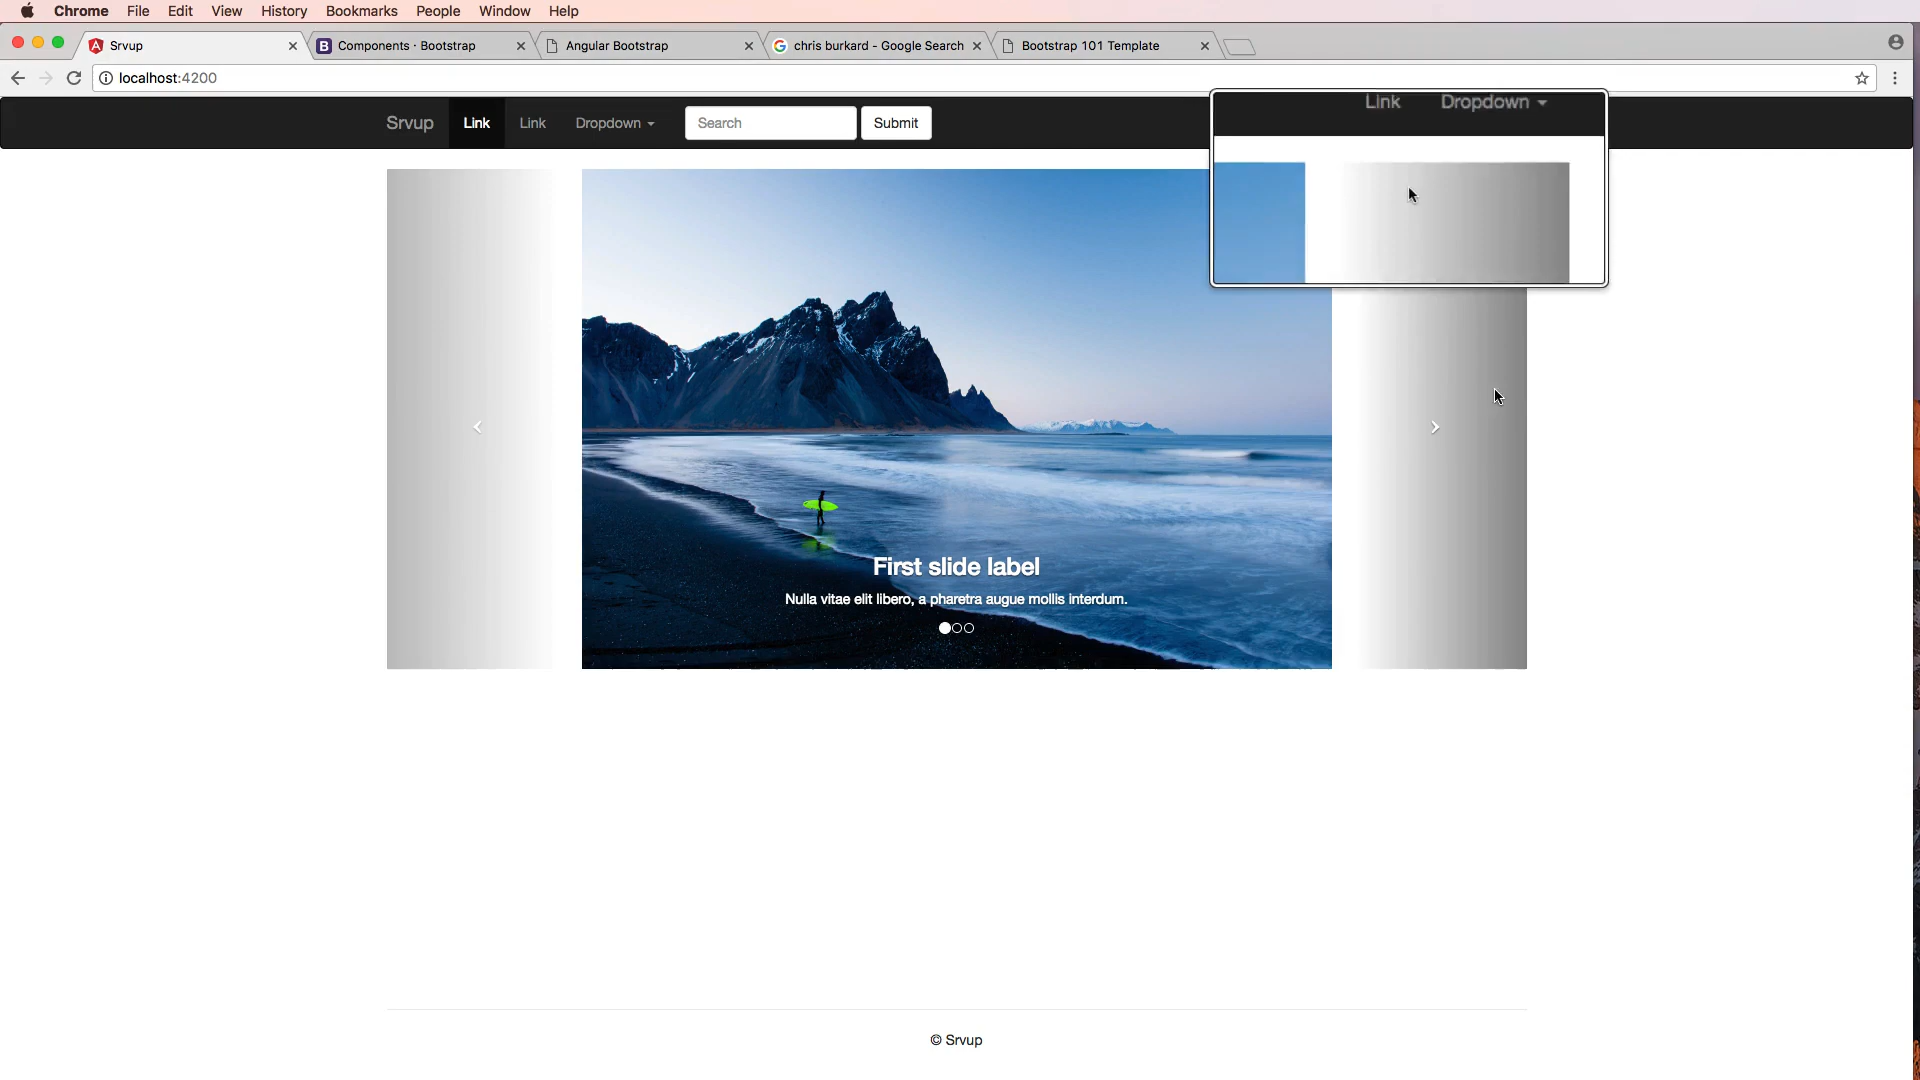 Chrome File Edit View History Bookmarks People Window Help
Srvup Components · Bootstrap Angular Bootstrap chris burkard - Google Search Bootstrap 101 Template
localhost:4200
Srvup Link Link Dropdown Search Submit
Link Dropdown
First slide label
Nulla vitae elit libero, a pharetra augue mollis interdum.
© Srvup